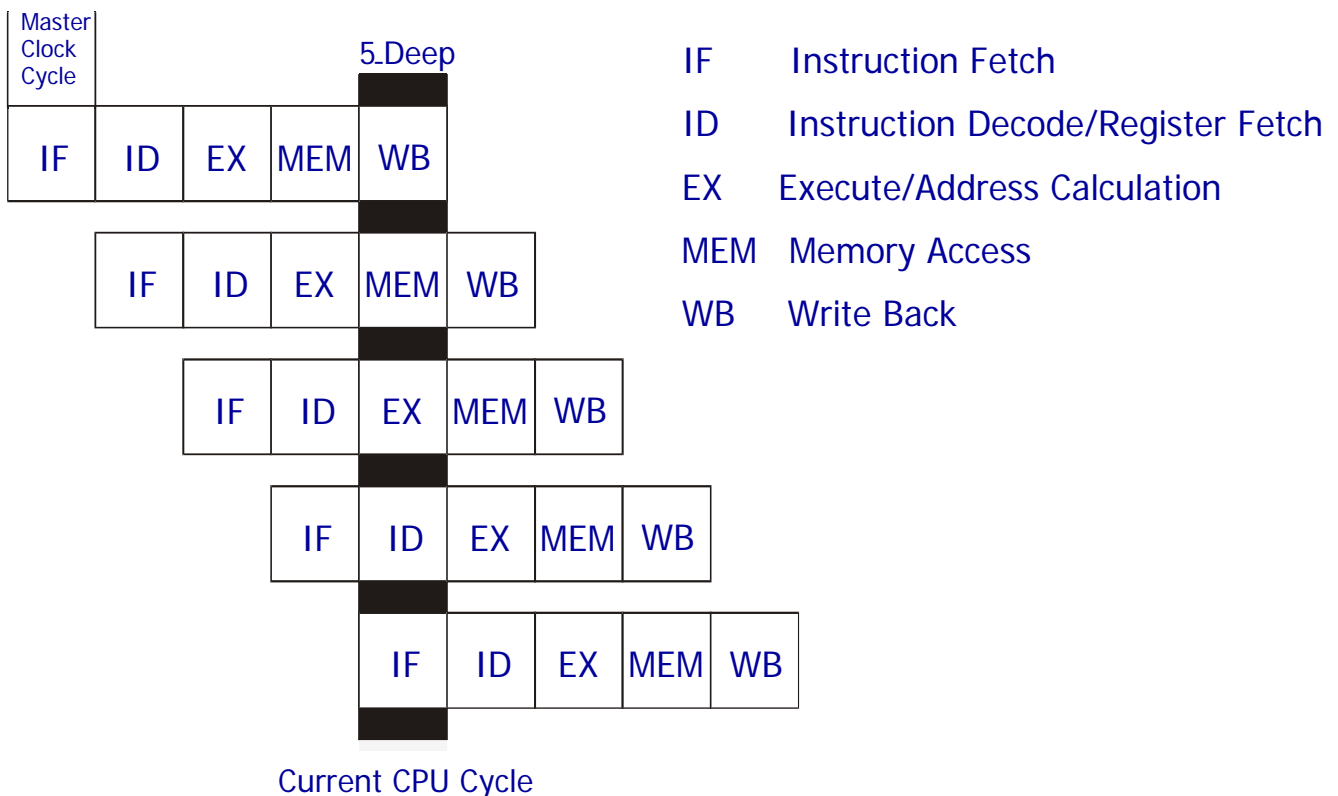 Master
Clock
Cycle
5_Deep
IF ID EX MEM WB
IF ID EX MEM WB
IF ID EX MEM WB
IF ID EX MEM WB
IF ID EX MEM WB
Current CPU Cycle
IF Instruction Fetch
ID Instruction Decode/Register Fetch
EX Execute/Address Calculation
MEM Memory Access
WB Write Back